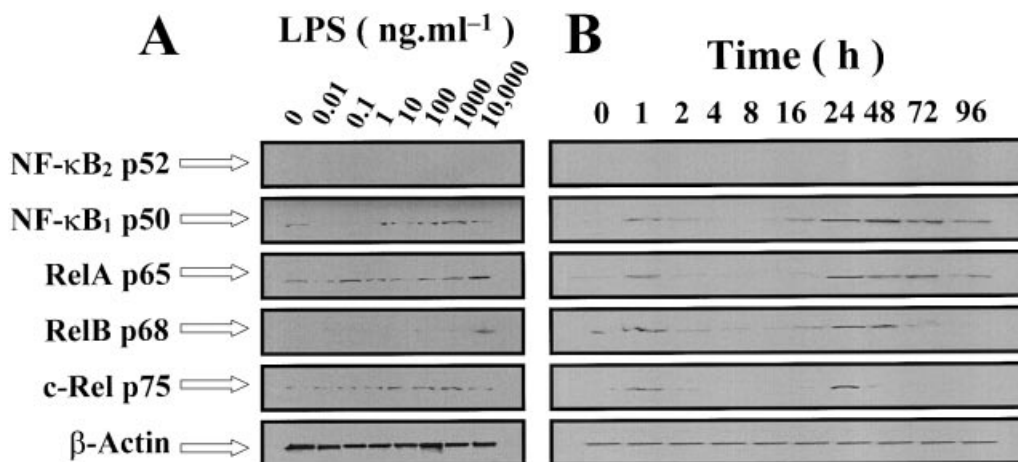 A
LPS ( ng.ml⁻¹ )
0 0.01 0.1 1 10 100 1000 10,000
B
Time ( h )
0 1 2 4 8 16 24 48 72 96
NF-κB₂ p52
NF-κB₁ p50
RelA p65
RelB p68
c-Rel p75
β-Actin